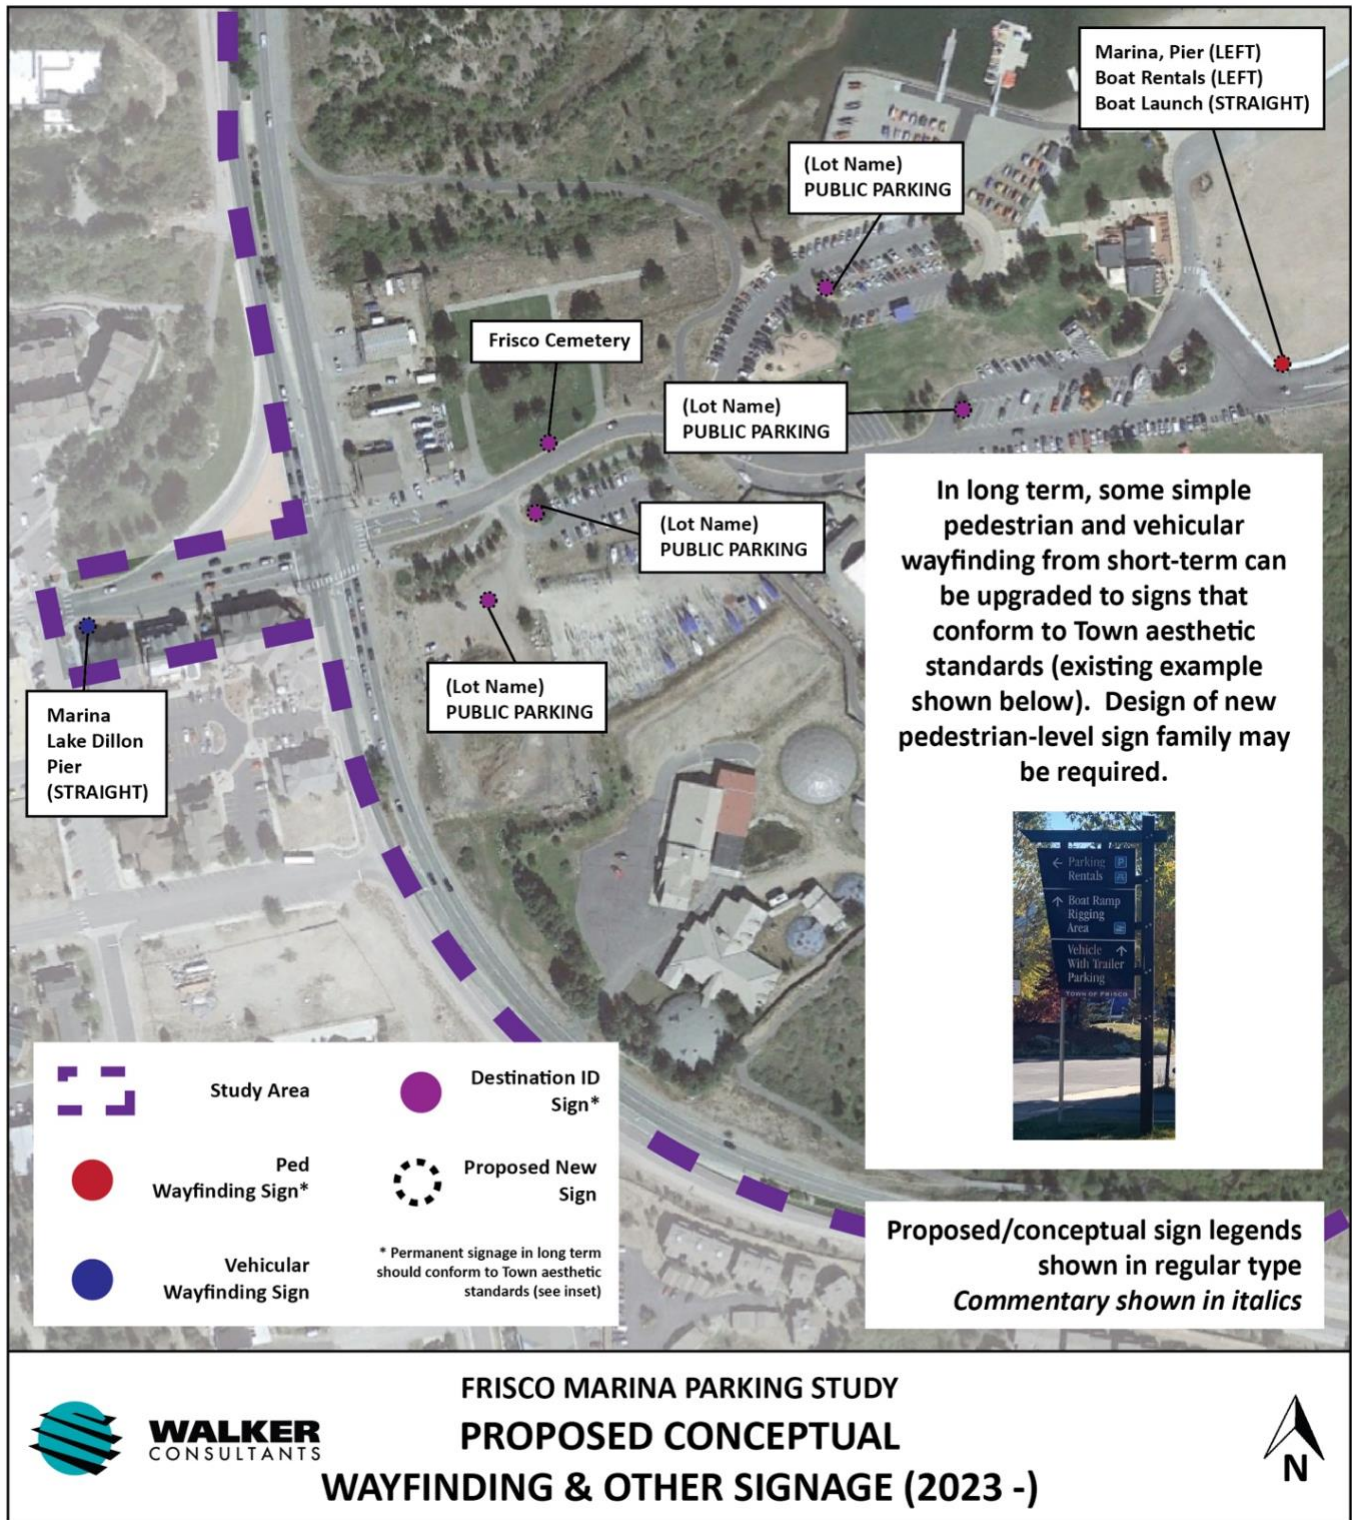 Marina, Pier (LEFT)
Boat Rentals (LEFT)
Boat Launch (STRAIGHT)
(Lot Name)
PUBLIC PARKING
Frisco Cemetery
(Lot Name)
PUBLIC PARKING
(Lot Name)
PUBLIC PARKING
(Lot Name)
PUBLIC PARKING
Marina
Lake Dillon
Pier
(STRAIGHT)
In long term, some simple
pedestrian and vehicular
wayfinding from short-term can
be upgraded to signs that
conform to Town aesthetic
standards (existing example
shown below).  Design of new
pedestrian-level sign family may
be required.
← Parking P
Rentals
↑ Boat Ramp
Rigging
Area
Vehicle ↑
With Trailer
Parking
TOWN OF FRISCO
Study Area
Destination ID
Sign*
Ped
Wayfinding Sign*
Proposed New
Sign
Vehicular
Wayfinding Sign
* Permanent signage in long term
should conform to Town aesthetic
standards (see inset)
Proposed/conceptual sign legends
shown in regular type
Commentary shown in italics
WALKER
CONSULTANTS
FRISCO MARINA PARKING STUDY
PROPOSED CONCEPTUAL
WAYFINDING & OTHER SIGNAGE (2023 -)
N